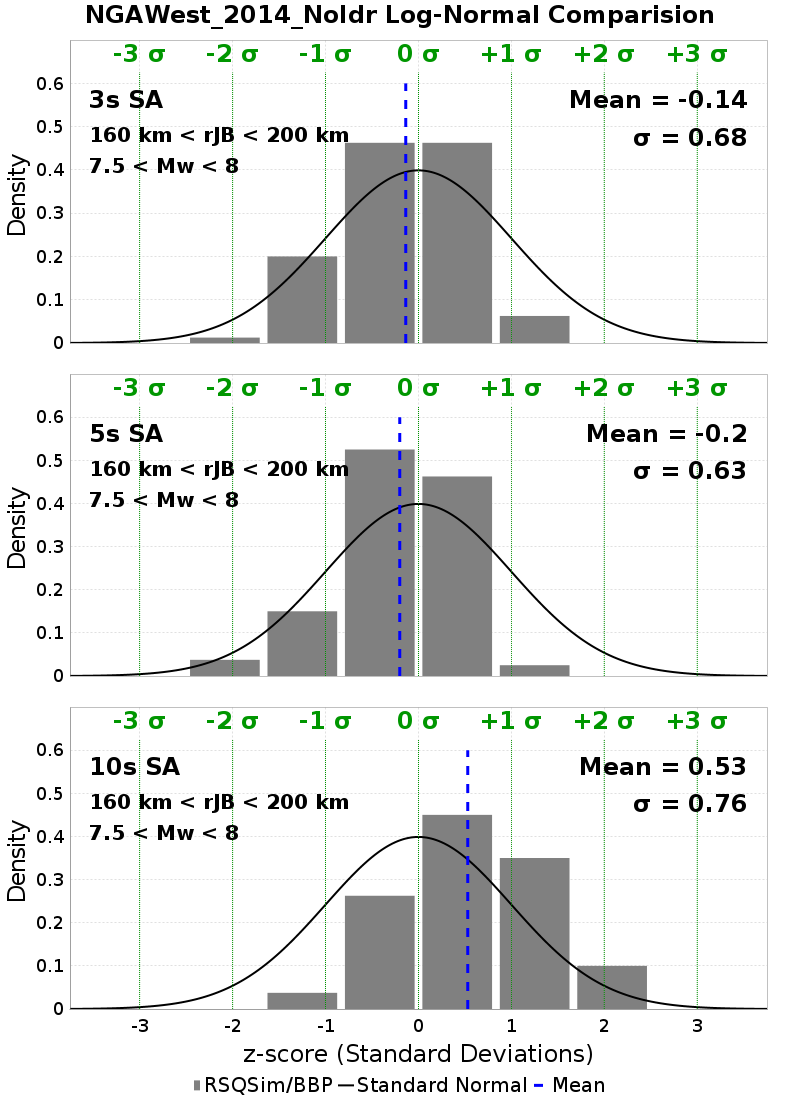 NGAWest_2014_NoIdr Log-Normal Comparision
-3 σ -2 σ -1 σ 0 σ +1 σ +2 σ +3 σ
3s SA
160 km < rJB < 200 km
7.5 < Mw < 8
Mean = -0.14
σ = 0.68
Density
0.6
0.5
0.4
0.3
0.2
0.1
0
-3 σ -2 σ -1 σ 0 σ +1 σ +2 σ +3 σ
5s SA
160 km < rJB < 200 km
7.5 < Mw < 8
Mean = -0.2
σ = 0.63
Density
0.6
0.5
0.4
0.3
0.2
0.1
0
-3 σ -2 σ -1 σ 0 σ +1 σ +2 σ +3 σ
10s SA
160 km < rJB < 200 km
7.5 < Mw < 8
Mean = 0.53
σ = 0.76
Density
0.6
0.5
0.4
0.3
0.2
0.1
0
-3 -2 -1 0 1 2 3
z-score (Standard Deviations)
RSQSim/BBP Standard Normal Mean